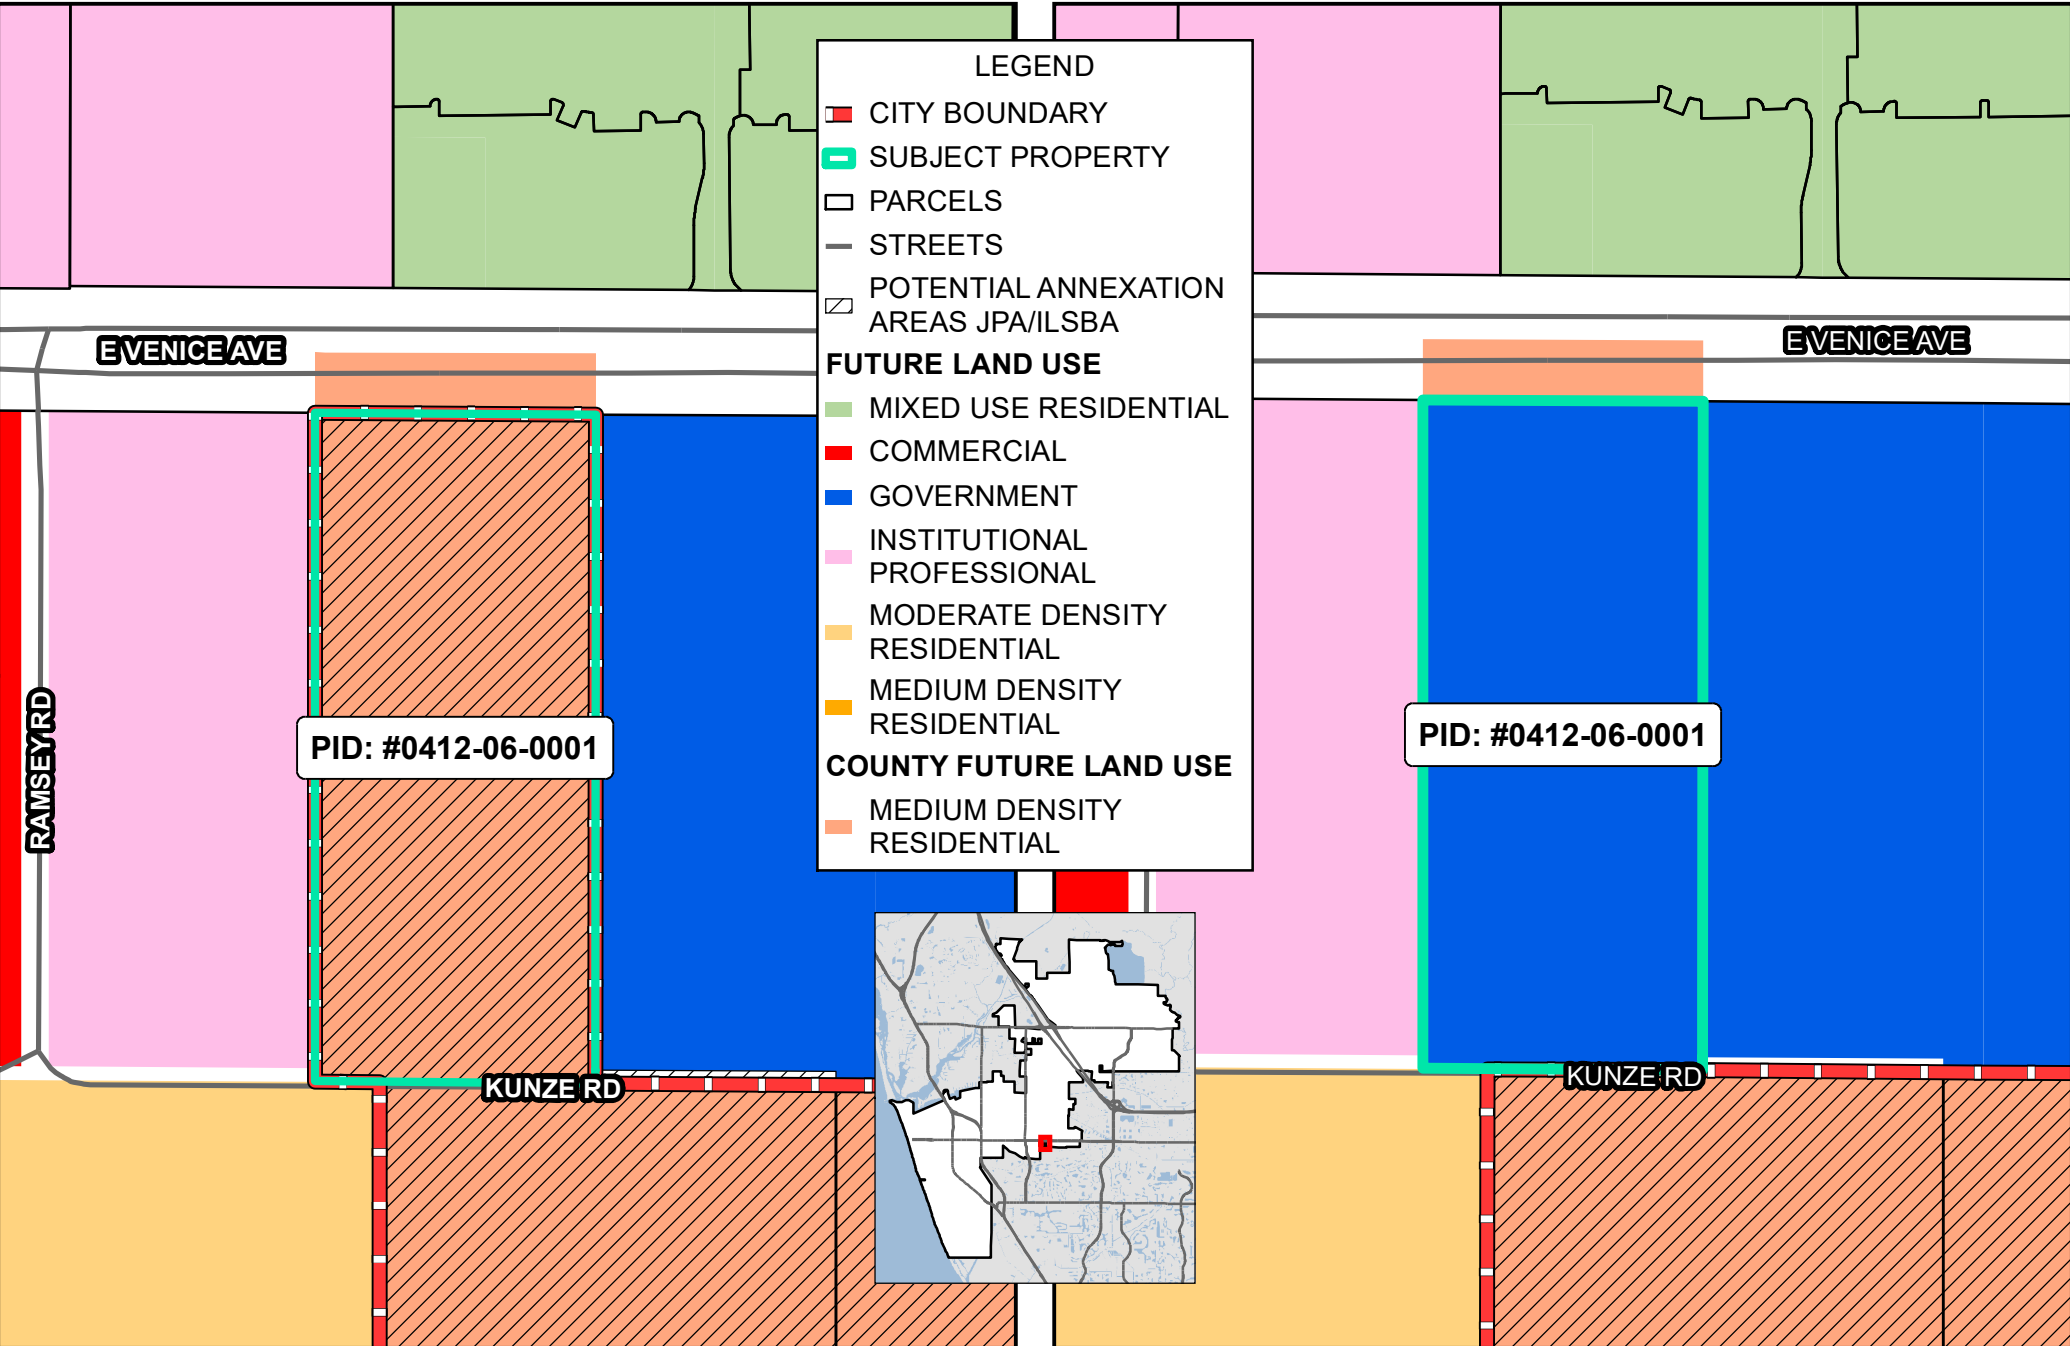 LEGEND
CITY BOUNDARY
SUBJECT PROPERTY
PARCELS
STREETS
POTENTIAL ANNEXATION
AREAS JPA/ILSBA
FUTURE LAND USE
MIXED USE RESIDENTIAL
COMMERCIAL
GOVERNMENT
INSTITUTIONAL
PROFESSIONAL
MODERATE DENSITY
RESIDENTIAL
MEDIUM DENSITY
RESIDENTIAL
COUNTY FUTURE LAND USE
MEDIUM DENSITY
RESIDENTIAL
E VENICE AVE
RAMSEY RD
PID: #0412-06-0001
KUNZE RD
E VENICE AVE
PID: #0412-06-0001
KUNZE RD